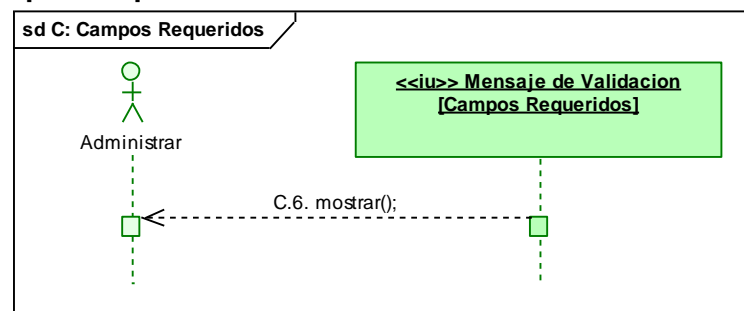 sd C: Campos Requeridos
<<iu>> Mensaje de Validacion
[Campos Requeridos]
Administrar
C.6. mostrar();